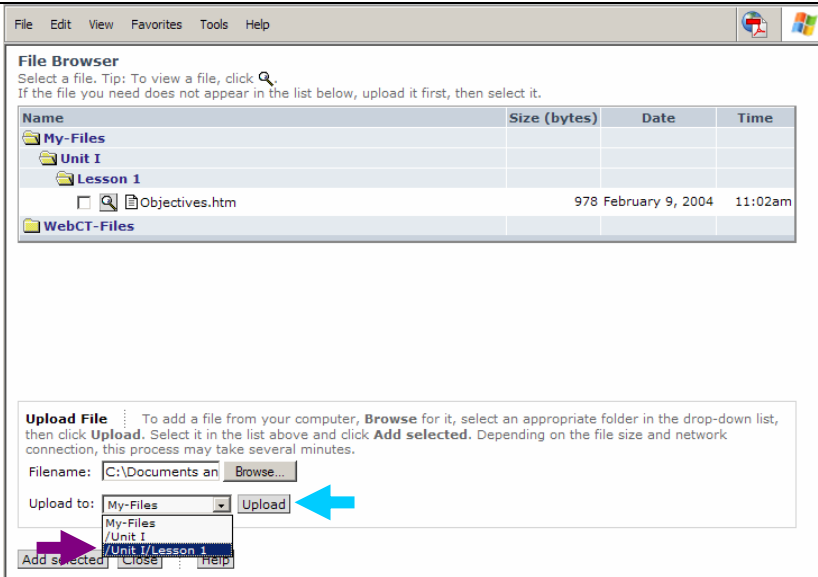 File Edit View Favorites Tools Help
File Browser
Select a file. Tip: To view a file, click .
If the file you need does not appear in the list below, upload it first, then select it.
Name Size (bytes) Date Time
My-Files
Unit I
Lesson 1
Objectives.htm 978 February 9, 2004 11:02am
WebCT-Files
Upload File To add a file from your computer, Browse for it, select an appropriate folder in the drop-down list,
then click Upload. Select it in the list above and click Add selected. Depending on the file size and network
connection, this process may take several minutes.
Filename: C:\Documents an Browse...
Upload to: My-Files Upload
My-Files
/Unit I
/Unit I/Lesson 1
Add selected Close Help